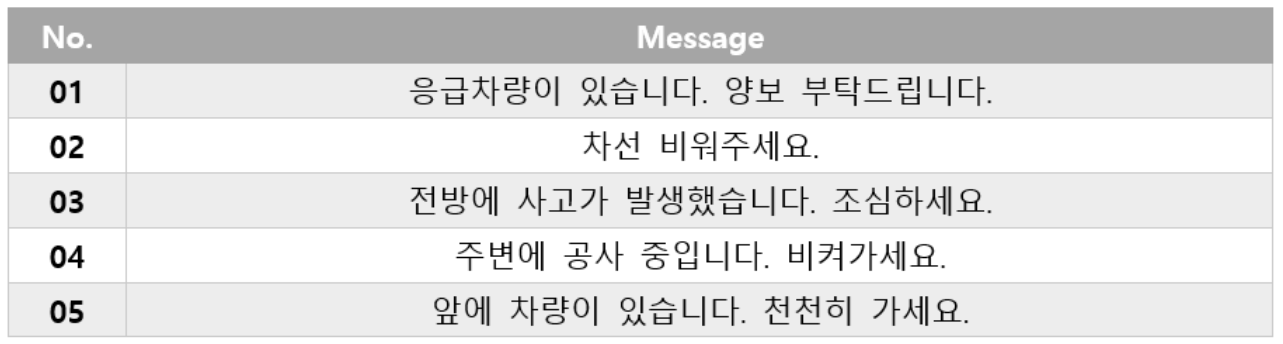 No. Message
01 응급차량이 있습니다. 양보 부탁드립니다.
02 차선 비워주세요.
03 전방에 사고가 발생했습니다. 조심하세요.
04 주변에 공사 중입니다. 비켜가세요.
05 앞에 차량이 있습니다. 천천히 가세요.